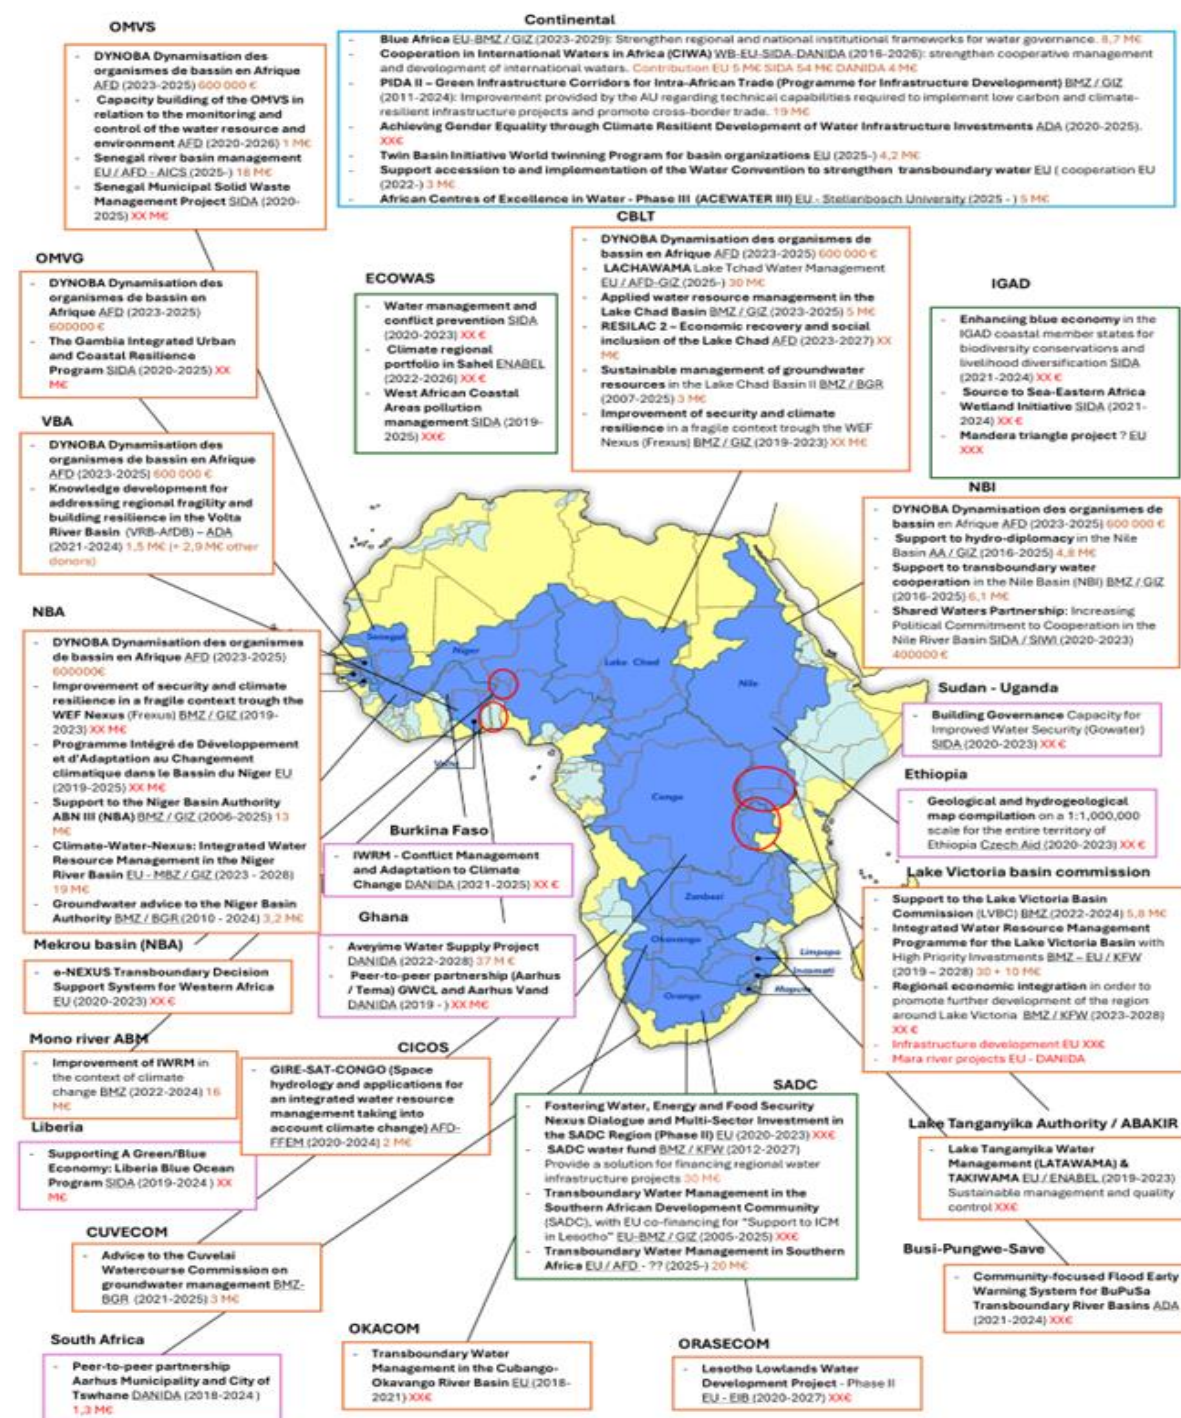 OMVS
- DYNOBA Dynamisation des
organismes de bassin en Afrique
AFD (2023-2025) 600 000 €
- Capacity building of the OMVS in
relation to the monitoring and
control of the water resource and
environment AFD (2020-2026) 1 M€
- Senegal river basin management
EU / AFD - AICS (2025-) 18 M€
- Senegal Municipal Solid Waste
Management Project SIDA (2020-
2025) XX M€
Continental
- Blue Africa EU-BMZ / GIZ (2023-2029): Strengthen regional and national institutional frameworks for water governance. 8,7 M€
- Cooperation in International Waters in Africa (CIWA) WB-EU-SIDA-DANIDA (2016-2026): strengthen cooperative management
and development of international waters. Contribution EU 5 M€ SIDA 54 M€ DANIDA 4 M€
- PIDA II – Green Infrastructure Corridors for Intra-African Trade (Programme for Infrastructure Development) BMZ / GIZ
(2011-2024): Improvement provided by the AU regarding technical capabilities required to implement low carbon and climate-
resilient infrastructure projects and promote cross-border trade. 19 M€
- Achieving Gender Equality through Climate Resilient Development of Water Infrastructure Investments ADA (2020-2025).
XX€
- Twin Basin Initiative World twinning Program for basin organizations EU (2025-) 4,2 M€
- Support accession to and implementation of the Water Convention to strengthen transboundary water EU ( cooperation EU
(2022-) 3 M€
- African Centres of Excellence in Water - Phase III (ACEWATER III) EU - Stellenbosch University (2025 - ) 5 M€
OMVG
- DYNOBA Dynamisation des
organismes de bassin en
Afrique AFD (2023-2025)
600000 €
- The Gambia Integrated Urban
and Coastal Resilience
Program SIDA (2020-2025) XX
M€
ECOWAS
- Water management and
conflict prevention SIDA
(2020-2023) XX €
- Climate regional
portfolio in Sahel ENABEL
(2022-2026) XX €
- West African Coastal
Areas pollution
management SIDA (2019-
2025) XX€
CBLT
- DYNOBA Dynamisation des organismes de
bassin en Afrique AFD (2023-2025) 600 000 €
- LACHAWAMA Lake Tchad Water Management
EU / AFD-GIZ (2025-) 30 M€
- Applied water resource management in the
Lake Chad Basin BMZ / GIZ (2023-2025) 5 M€
- RESILAC 2 – Economic recovery and social
inclusion of the Lake Chad AFD (2023-2027) XX
M€
- Sustainable management of groundwater
resources in the Lake Chad Basin II BMZ / BGR
(2007-2025) 3 M€
- Improvement of security and climate
resilience in a fragile context trough the WEF
Nexus (Frexus) BMZ / GIZ (2019-2023) XX M€
IGAD
- Enhancing blue economy in the
IGAD coastal member states for
biodiversity conservations and
livelihood diversification SIDA
(2021-2024) XX €
- Source to Sea-Eastern Africa
Wetland Initiative SIDA (2021-
2024) XX €
- Mandera triangle project ? EU
XXX
VBA
- DYNOBA Dynamisation des
organismes de bassin en Afrique
AFD (2023-2025) 600 000 €
- Knowledge development for
addressing regional fragility and
building resilience in the Volta
River Basin (VRB-AfDB) – ADA
(2021-2024) 1,5 M€ (+ 2,9 M€ other
donors)
NBI
- DYNOBA Dynamisation des organismes de
bassin en Afrique AFD (2023-2025) 600 000 €
- Support to hydro-diplomacy in the Nile
Basin AA / GIZ (2016-2025) 4,8 M€
- Support to transboundary water
cooperation in the Nile Basin (NBI) BMZ / GIZ
(2016-2025) 6,1 M€
- Shared Waters Partnership: Increasing
Political Commitment to Cooperation in the
Nile River Basin SIDA / SIWI (2020-2023)
400000 €
NBA
- DYNOBA Dynamisation des organismes
de bassin en Afrique AFD (2023-2025)
600000€
- Improvement of security and climate
resilience in a fragile context trough the
WEF Nexus (Frexus) BMZ / GIZ (2019-
2023) XX M€
- Programme Intégré de Développement
et d'Adaptation au Changement
climatique dans le Bassin du Niger EU
(2019-2025) XX M€
- Support to the Niger Basin Authority
ABN III (NBA) BMZ / GIZ (2006-2025) 13
M€
- Climate-Water-Nexus: Integrated Water
Resource Management in the Niger
River Basin EU - MBZ / GIZ (2023 - 2028)
19 M€
- Groundwater advice to the Niger Basin
Authority BMZ / BGR (2010 - 2024) 3,2 M€
Senegal
Niger
Lake Chad
Nile
Volta
Congo
Zambezi
Okavango
Limpopo
Incomati
Maputo
Orange
Sudan - Uganda
- Building Governance Capacity for
Improved Water Security (Gowater)
SIDA (2020-2023) XX €
Ethiopia
- Geological and hydrogeological
map compilation on a 1:1,000,000
scale for the entire territory of
Ethiopia Czech Aid (2020-2023) XX €
Burkina Faso
- IWRM - Conflict Management
and Adaptation to Climate
Change DANIDA (2021-2025) XX €
Lake Victoria basin commission
- Support to the Lake Victoria Basin
Commission (LVBC) BMZ (2022-2024) 5,8 M€
- Integrated Water Resource Management
Programme for the Lake Victoria Basin with
High Priority Investments BMZ – EU / KFW
(2019 – 2028) 30 + 10 M€
- Regional economic integration in order to
promote further development of the region
around Lake Victoria BMZ / KFW (2023-2028)
XX €
- Infrastructure development EU XX€
- Mara river projects EU - DANIDA
Ghana
- Aveyime Water Supply Project
DANIDA (2022-2028) 37 M €
- Peer-to-peer partnership (Aarhus
/ Tema) GWCL and Aarhus Vand
DANIDA (2019 - ) XX M€
Mekrou basin (NBA)
- e-NEXUS Transboundary Decision
Support System for Western Africa
EU (2020-2023) XX €
Mono river ABM
- Improvement of IWRM in
the context of climate
change BMZ (2022-2024) 16
M€
CICOS
- GIRE-SAT-CONGO (Space
hydrology and applications for
an integrated water resource
management taking into
account climate change) AFD-
FFEM (2020-2024) 2 M€
SADC
- Fostering Water, Energy and Food Security
Nexus Dialogue and Multi-Sector Investment in
the SADC Region (Phase II) EU (2020-2023) XX€
- SADC water fund BMZ / KFW (2012-2027)
Provide a solution for financing regional water
infrastructure projects 30 M€
- Transboundary Water Management in the
Southern African Development Community
(SADC), with EU co-financing for "Support to ICM
in Lesotho" EU-BMZ / GIZ (2005-2025) XX€
- Transboundary Water Management in Southern
Africa EU / AFD - ?? (2025-) 20 M€
Liberia
- Supporting A Green/Blue
Economy: Liberia Blue Ocean
Program SIDA (2019-2024 ) XX
M€
Lake Tanganyika Authority / ABAKIR
- Lake Tanganyika Water
Management (LATAWAMA) &
TAKIWAMA EU / ENABEL (2019-2023)
Sustainable management and quality
control XX€
CUVECOM
- Advice to the Cuvelai
Watercourse Commission on
groundwater management BMZ-
BGR (2021-2025) 3 M€
Busi-Pungwe-Save
- Community-focused Flood Early
Warning System for BuPuSa
Transboundary River Basins ADA
(2021-2024) XX€
South Africa
- Peer-to-peer partnership
Aarhus Municipality and City of
Tswhane DANIDA (2018-2024 )
1,3 M€
OKACOM
- Transboundary Water
Management in the Cubango-
Okavango River Basin EU (2018-
2021) XX€
ORASECOM
- Lesotho Lowlands Water
Development Project - Phase II
EU - EIB (2020-2027) XX€